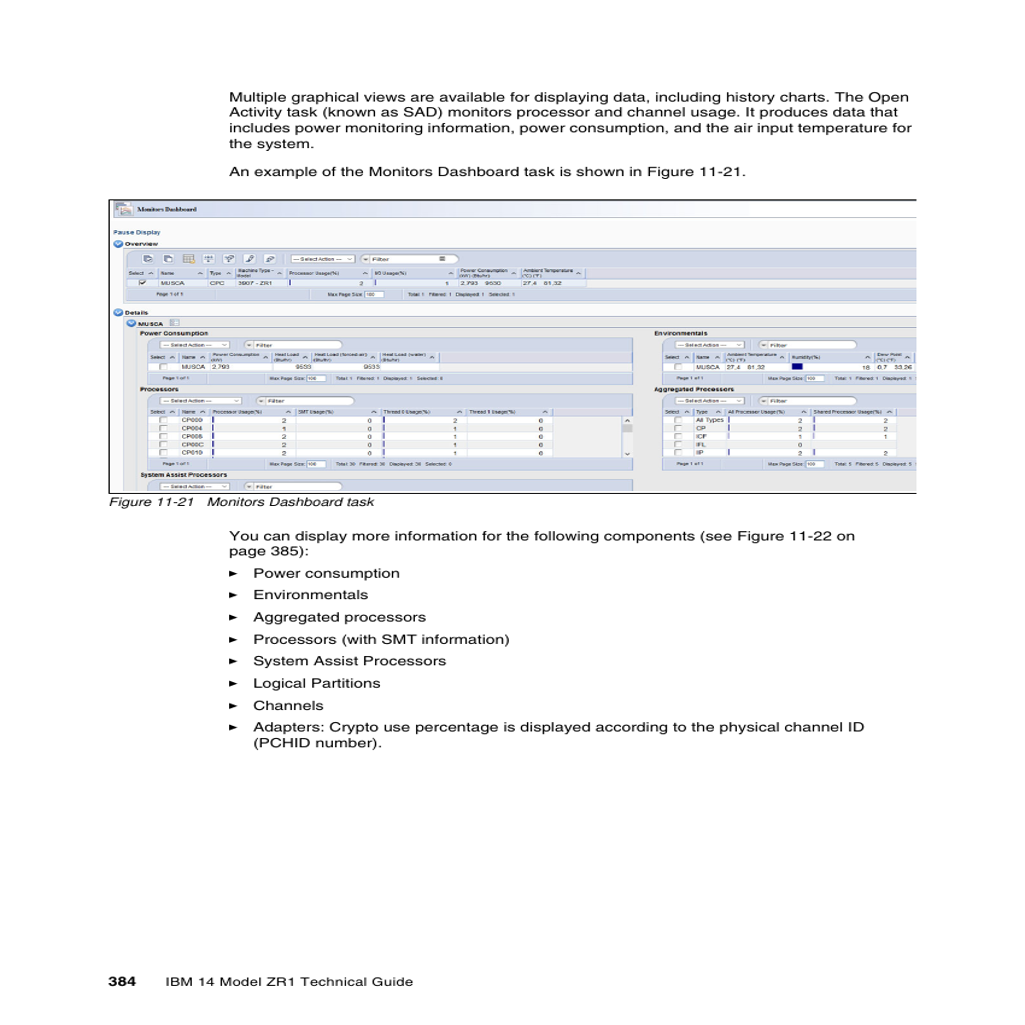 Multiple graphical views are available for displaying data, including history charts. The Open
Activity task (known as SAD) monitors processor and channel usage. It produces data that
includes power monitoring information, power consumption, and the air input temperature for
the system.
An example of the Monitors Dashboard task is shown in Figure 11-21.
Monitors Dashboard
Pause Display
Overview
--- Select Action --- Filter
Select Name Type Machine Type - Model Processor Usage(%) I/O Usage(%) Power Consumption (kW) (Btu/hr) Ambient Temperature (°C) (°F)
MUSCA CPC 3907 - ZR1 2 1 2.793 9530 27.4 81.32
Page 1 of 1 Max Page Size: 100 Total: 1 Filtered: 1 Displayed: 1 Selected: 1
Details
MUSCA
Power Consumption Environmentals
--- Select Action --- Filter --- Select Action --- Filter
Select Name Power Consumption (kW) Heat Load (Btu/hr) Heat Load (forced-air) (Btu/hr) Heat Load (water) (Btu/hr) Select Name Ambient Temperature (°C) (°F) Humidity(%) Dew Point (°C) (°F)
MUSCA 2.793 9533 9533 MUSCA 27,4 81,32 18 0,7 33,26
Page 1 of 1 Max Page Size: 100 Total: 1 Filtered: 1 Displayed: 1 Selected: 0 Page 1 of 1 Max Page Size: 100 Total: 1 Filtered: 1 Displayed: 1 S
Processors Aggregated Processors
--- Select Action --- Filter --- Select Action --- Filter
Select Name Processor Usage(%) SMT Usage(%) Thread 0 Usage(%) Thread 1 Usage(%) Select Type All Processor Usage(%) Shared Processor Usage(%)
2 0 2 0 All Types 2 2
CP004 1 0 1 0 CP 2 2
2 0 1 0 ICF 1 1
CP00C 2 0 1 0 IFL 0
CP010 2 0 1 0 IIP 2 2
Page 1 of 1 Max Page Size: 100 Page 1 of 1 Max Page Size: 100 Total: 5 Filtered: 5 Displayed: 5
System Assist Processors
--- Select Action --- Filter
Figure 11-21 Monitors Dashboard task
You can display more information for the following components (see Figure 11-22 on
page 385):
► Power consumption
► Environmentals
► Aggregated processors
► Processors (with SMT information)
► System Assist Processors
► Logical Partitions
► Channels
► Adapters: Crypto use percentage is displayed according to the physical channel ID
(PCHID number).
384 IBM 14 Model ZR1 Technical Guide